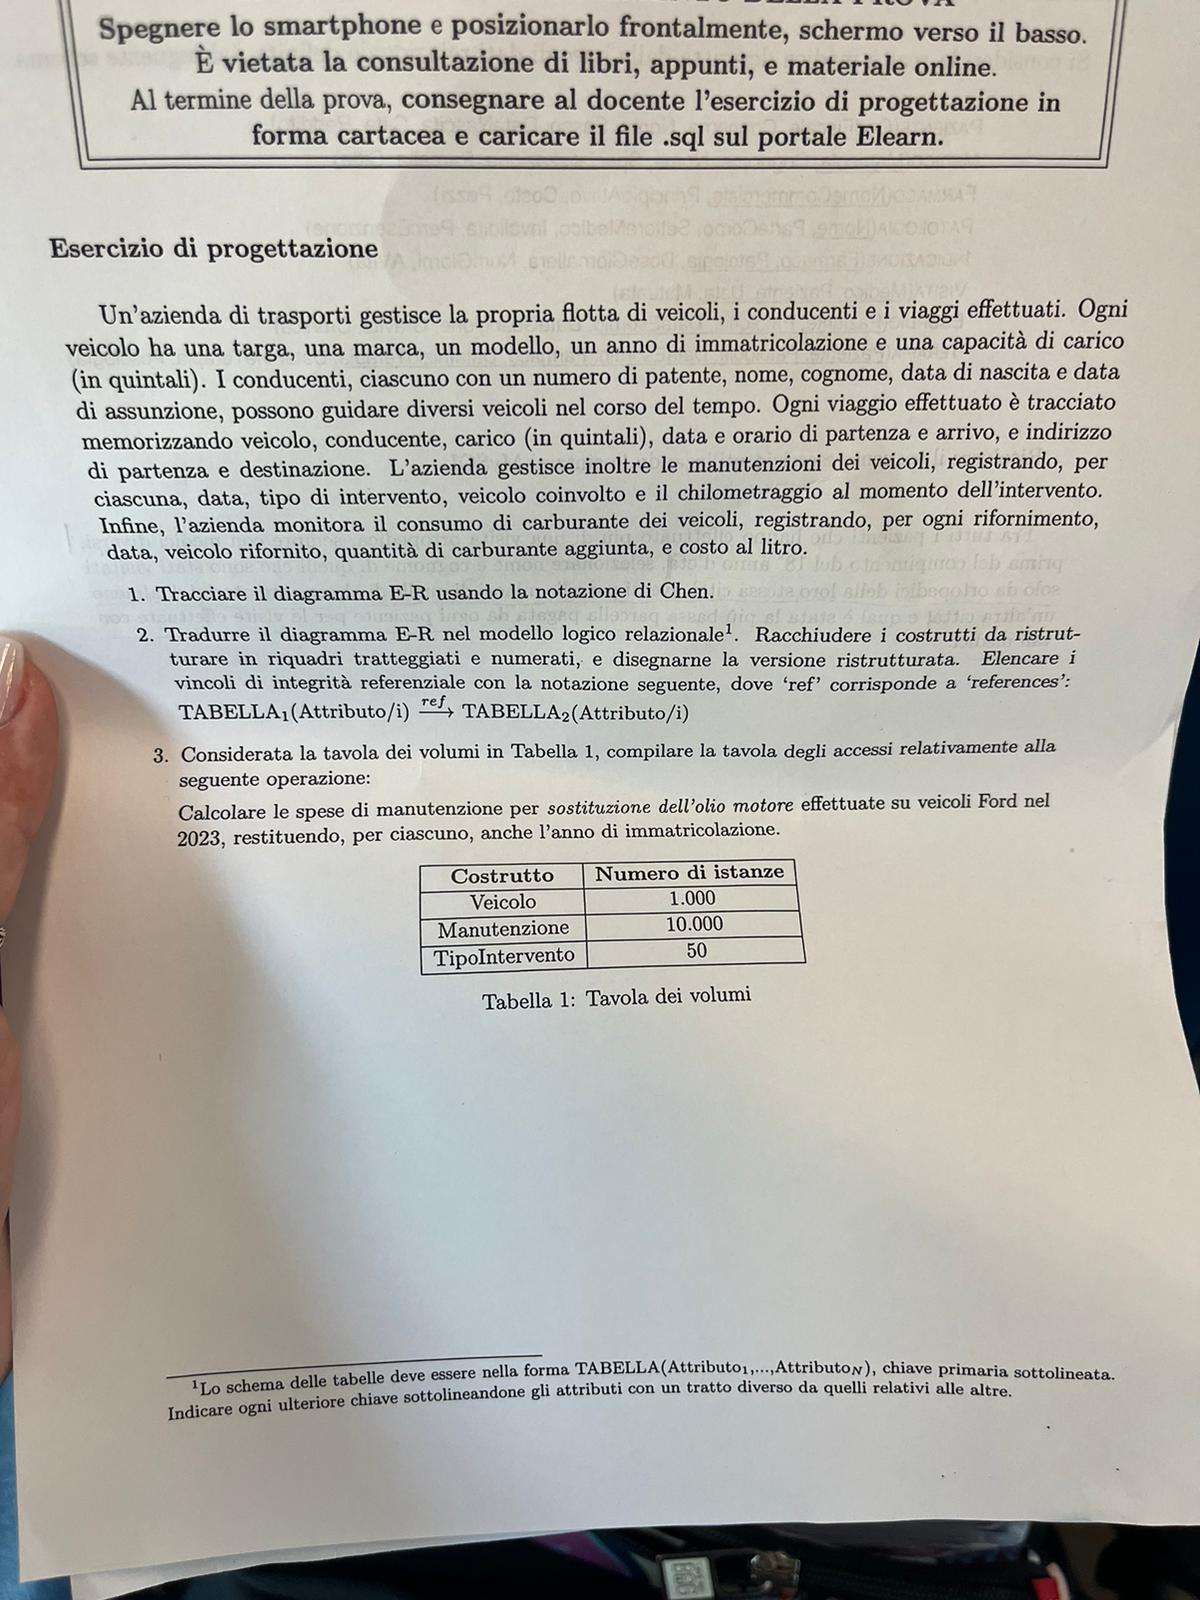 Spegnere lo smartphone e posizionarlo frontalmente, schermo verso il basso.
È vietata la consultazione di libri, appunti, e materiale online.
Al termine della prova, consegnare al docente l'esercizio di progettazione in
forma cartacea e caricare il file .sql sul portale Elearn.
Esercizio di progettazione
Un'azienda di trasporti gestisce la propria flotta di veicoli, i conducenti e i viaggi effettuati. Ogni
veicolo ha una targa, una marca, un modello, un anno di immatricolazione e una capacità di carico
(in quintali). I conducenti, ciascuno con un numero di patente, nome, cognome, data di nascita e data
di assunzione, possono guidare diversi veicoli nel corso del tempo. Ogni viaggio effettuato è tracciato
memorizzando veicolo, conducente, carico (in quintali), data e orario di partenza e arrivo, e indirizzo
di partenza e destinazione. L'azienda gestisce inoltre le manutenzioni dei veicoli, registrando, per
ciascuna, data, tipo di intervento, veicolo coinvolto e il chilometraggio al momento dell'intervento.
Infine, l'azienda monitora il consumo di carburante dei veicoli, registrando, per ogni rifornimento,
data, veicolo rifornito, quantità di carburante aggiunta, e costo al litro.
1. Tracciare il diagramma E-R usando la notazione di Chen.
2. Tradurre il diagramma E-R nel modello logico relazionale¹. Racchiudere i costrutti da ristrut-
turare in riquadri tratteggiati e numerati, e disegnarne la versione ristrutturata. Elencare i
vincoli di integrità referenziale con la notazione seguente, dove 'ref' corrisponde a 'references':
TABELLA₁(Attributo/i) ref→ TABELLA₂(Attributo/i)
3. Considerata la tavola dei volumi in Tabella 1, compilare la tavola degli accessi relativamente alla
seguente operazione:
Calcolare le spese di manutenzione per sostituzione dell'olio motore effettuate su veicoli Ford nel
2023, restituendo, per ciascuno, anche l'anno di immatricolazione.
Costrutto Numero di istanze
Veicolo 1.000
Manutenzione 10.000
TipoIntervento 50
Tabella 1: Tavola dei volumi
¹Lo schema delle tabelle deve essere nella forma TABELLA(Attributo₁,...,Attributo_N), chiave primaria sottolineata.
Indicare ogni ulteriore chiave sottolineandone gli attributi con un tratto diverso da quelli relativi alle altre.